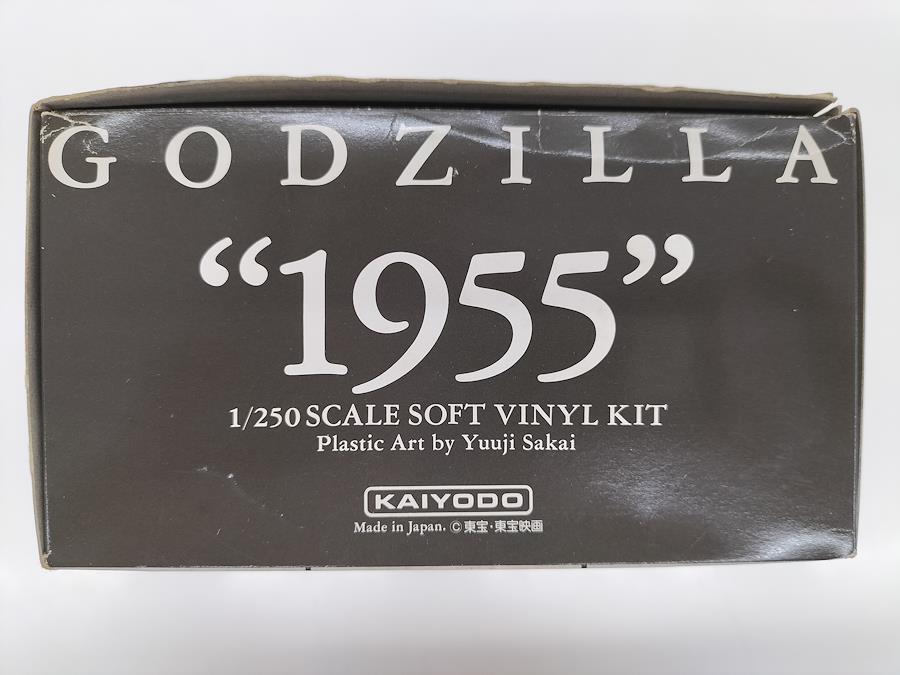 GODZILLA
“1955”
1/250 SCALE SOFT VINYL KIT
Plastic Art by Yuuji Sakai
KAIYODO
Made in Japan. ©東宝・東宝映画